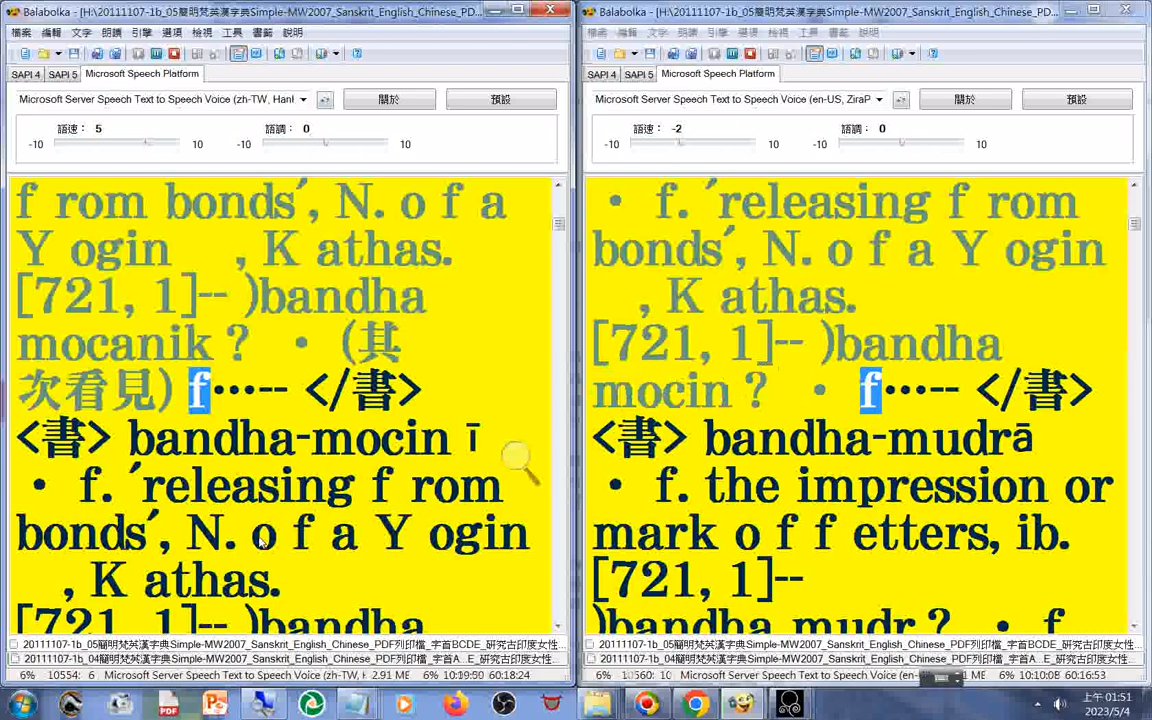 Balabolka - [H:\20111107-1b_05簡明梵英漢字典Simple-MW2007_Sanskrit_English_Chinese_PD...
檔案 編輯 文字 朗讀 引擎 選項 檢視 工具 書籤 說明
SAPI 4 SAPI 5 Microsoft Speech Platform
Microsoft Server Speech Text to Speech Voice (zh-TW, Hanl
關於 預設
語速： 5 語調： 0
-10 10 -10 10
f rom bonds´, N. o f a
Y ogin , K athas.
[721, 1]-- )bandha
mocanik ? • (其
次看見) f…-- </書>
<書> bandha-mocin ī
• f. ´releasing f rom
bonds´, N. o f a Y ogin
, K athas.
[721, 1]-- )bandha
20111107-1b_05簡明梵英漢字典Simple-MW2007_Sanskrit_English_Chinese_PDF列印檔_字首BCDE_研究古印度女性...
20111107-1b_04簡明梵英漢字典Simple-MW2007_Sanskrit_English_Chinese_PDF列印檔_字首A...E_研究古印度女性...
6% 10554: 6 Microsoft Server Speech Text to Speech Voice (zh-TW, H 2.91 MB 6% 10:19:50 60:18:24
Balabolka - [H:\20111107-1b_05簡明梵英漢字典Simple-MW2007_Sanskrit_English_Chinese_PD...
檔案 編輯 文字 朗讀 引擎 選項 檢視 工具 書籤 說明
SAPI 4 SAPI 5 Microsoft Speech Platform
Microsoft Server Speech Text to Speech Voice (en-US, ZiraP
關於 預設
語速： -2 語調： 0
-10 10 -10 10
• f. ´releasing f rom
bonds´, N. o f a Y ogin
, K athas.
[721, 1]-- )bandha
mocin ? • f…-- </書>
<書> bandha-mudrā
• f. the impression or
mark o f f etters, ib.
[721, 1]--
)bandha mudr ? • f
20111107-1b_05簡明梵英漢字典Simple-MW2007_Sanskrit_English_Chinese_PDF列印檔_字首BCDE_研究古印度女性...
20111107-1b_04簡明梵英漢字典Simple-MW2007_Sanskrit_English_Chinese_PDF列印檔_字首A...E_研究古印度女性...
6% Microsoft Server Speech Text to Speech Voice (en-U 6% 60:16:53
上午 01:51
2023/5/4